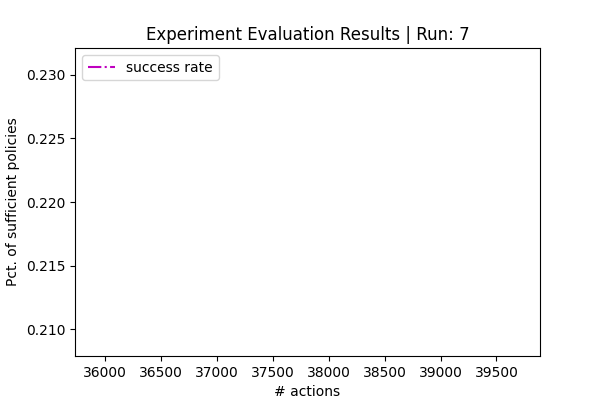 Experiment Evaluation Results | Run: 7
success rate
Pct. of sufficient policies
0.230
0.225
0.220
0.215
0.210
36000 36500 37000 37500 38000 38500 39000 39500
# actions